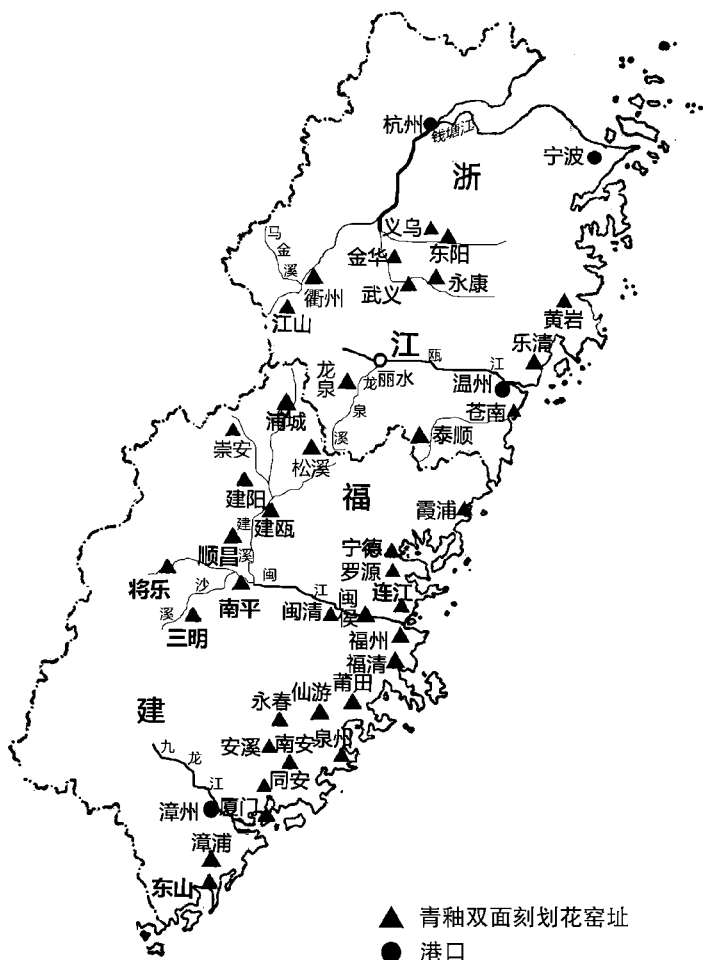 杭州
钱塘江
宁波
浙
义乌
东阳
马金溪
金华
衢州
武义
永康
江山
黄岩
江
乐清
瓯江
龙泉
丽水
龙泉溪
温州
浦城
苍南
崇安
泰顺
松溪
建阳
福
建瓯
霞浦
建溪
顺昌
宁德
罗源
将乐
沙溪
南平
闽江
连江
闽清
闽侯
三明
福州
福清
莆田
建
永春
仙游
九龙江
安溪
南安
泉州
同安
漳州
厦门
漳浦
东山
青釉双面刻划花窑址
港口